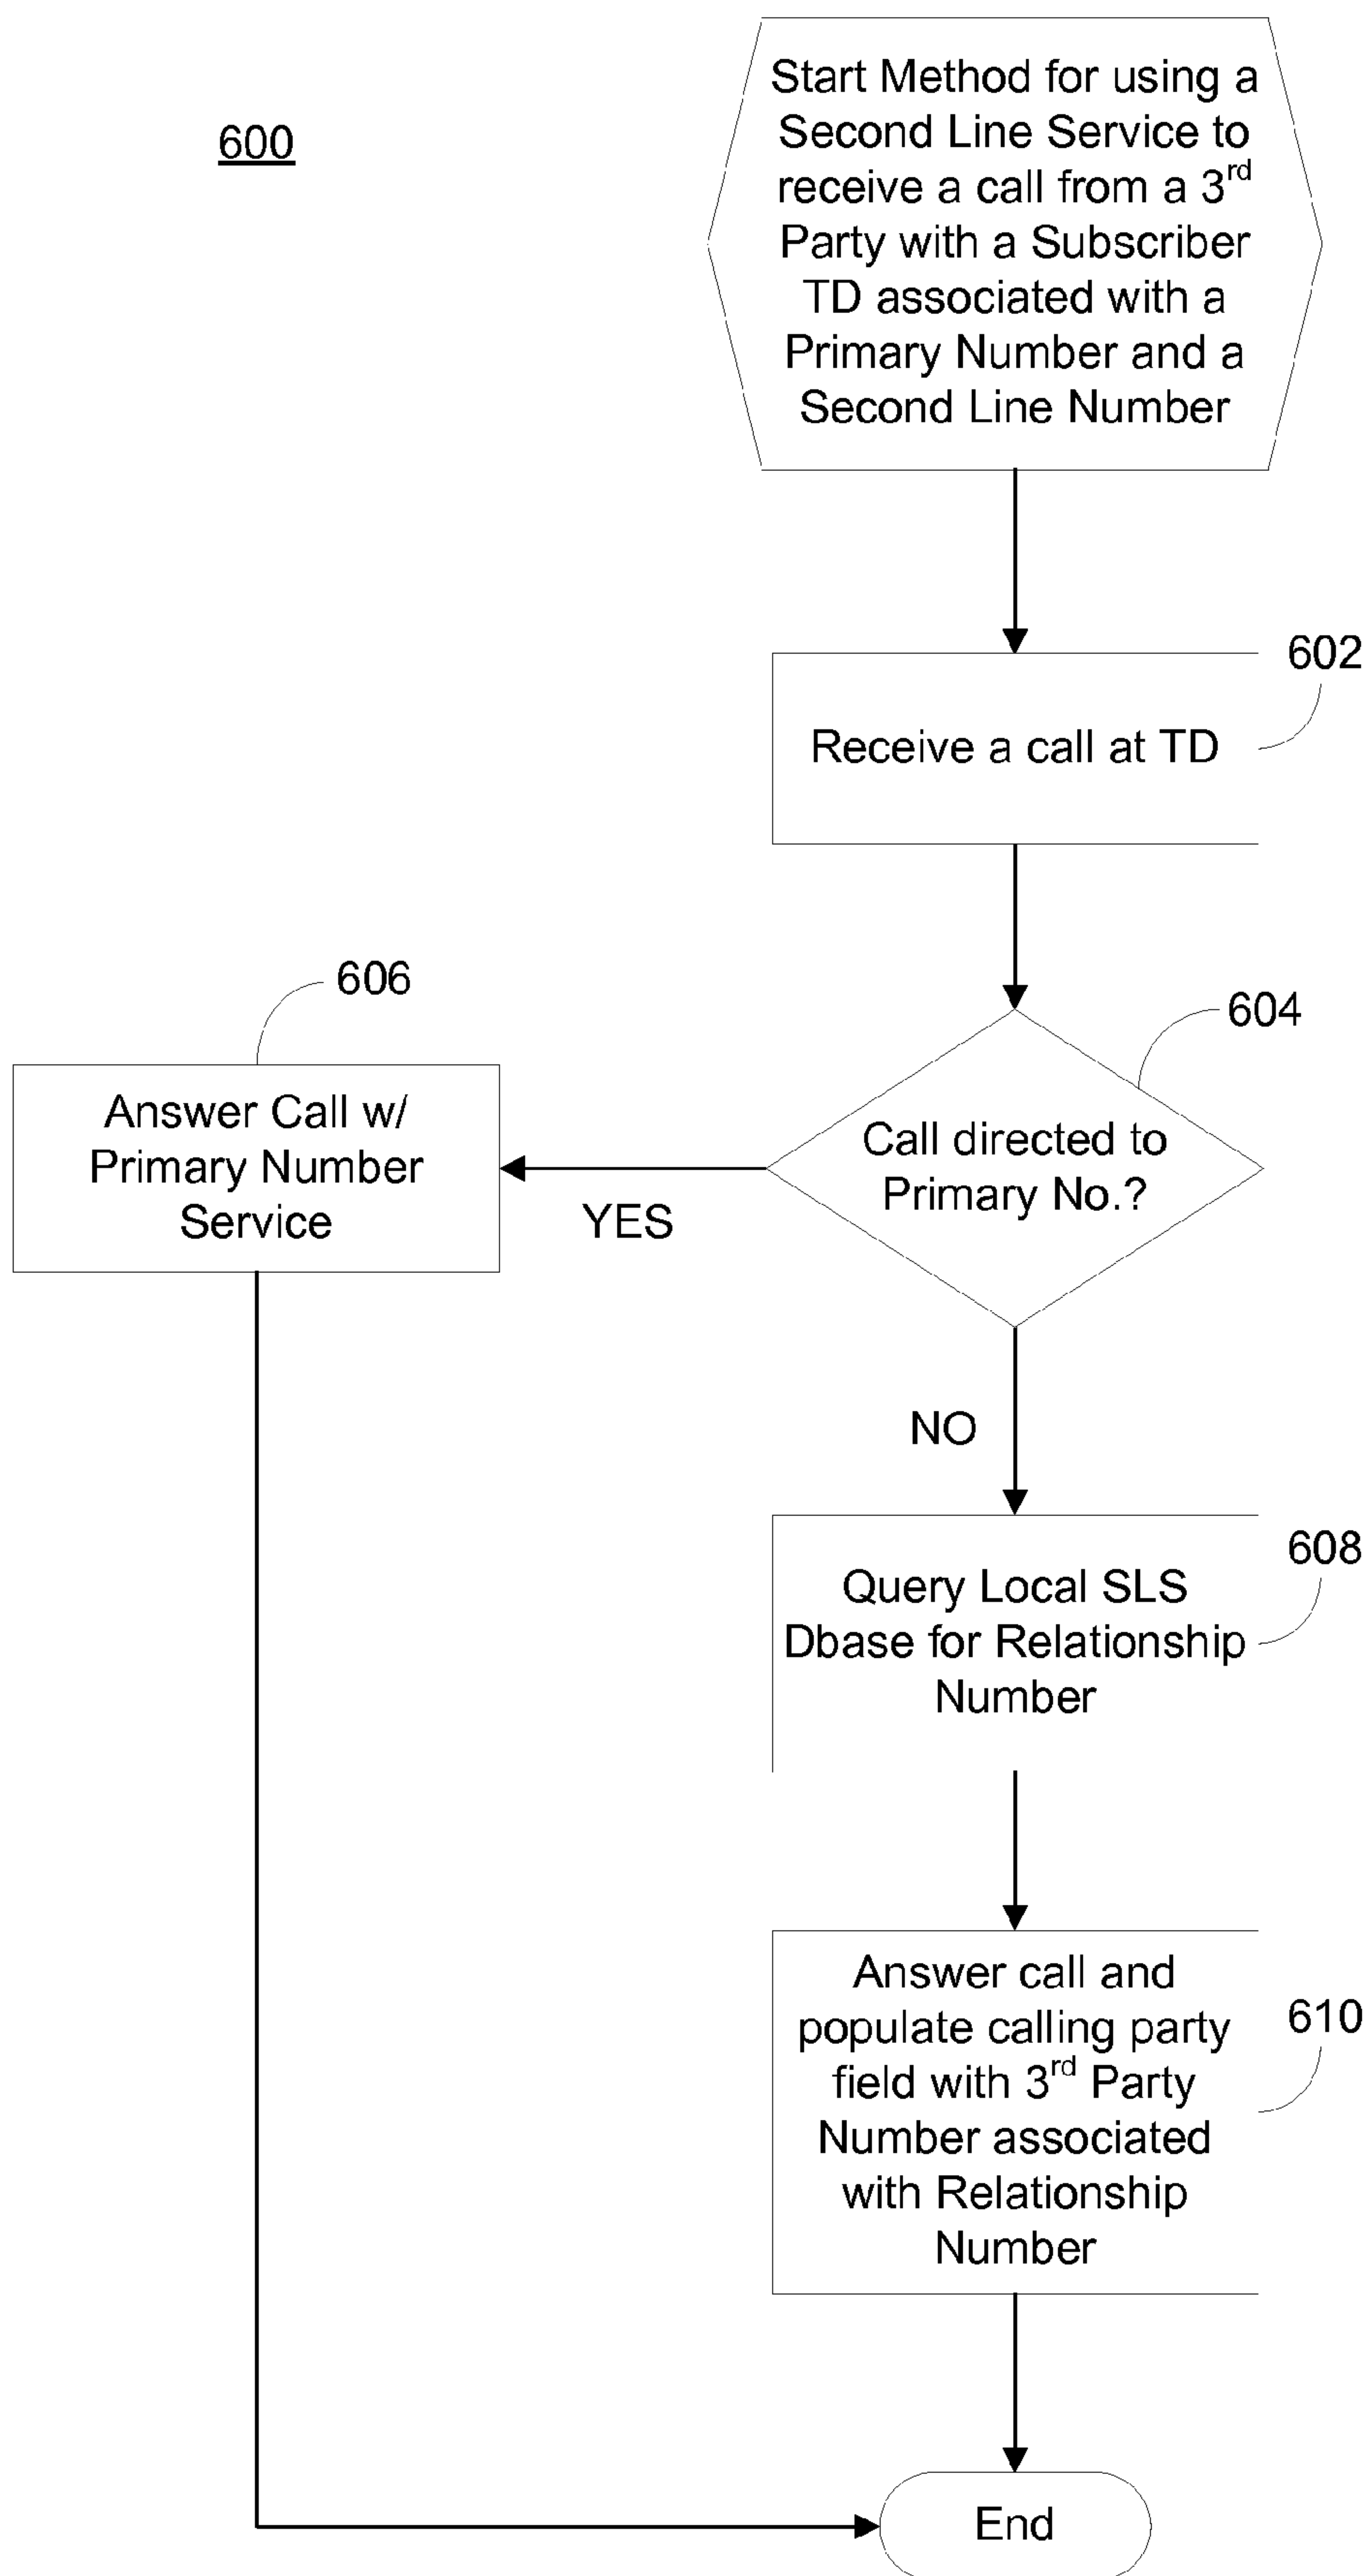 600
Start Method for using a
Second Line Service to
receive a call from a 3rd
Party with a Subscriber
TD associated with a
Primary Number and a
Second Line Number
602
Receive a call at TD
606
604
Answer Call w/
Primary Number
Service
Call directed to
Primary No.?
YES
NO
608
Query Local SLS
Dbase for Relationship
Number
610
Answer call and
populate calling party
field with 3rd Party
Number associated
with Relationship
Number
End